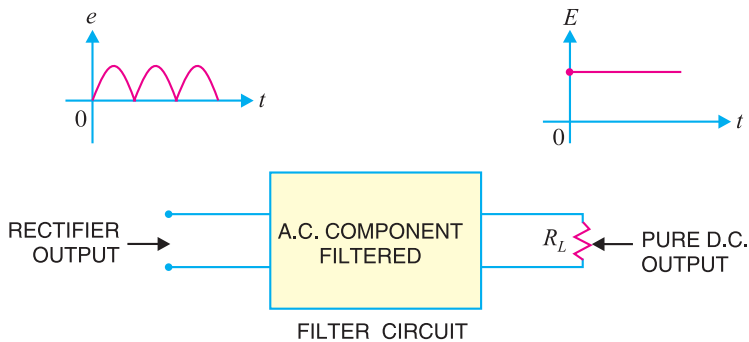 e
t
0
E
t
0
RECTIFIER
OUTPUT
A.C. COMPONENT
FILTERED
R_L
PURE D.C.
OUTPUT
FILTER CIRCUIT